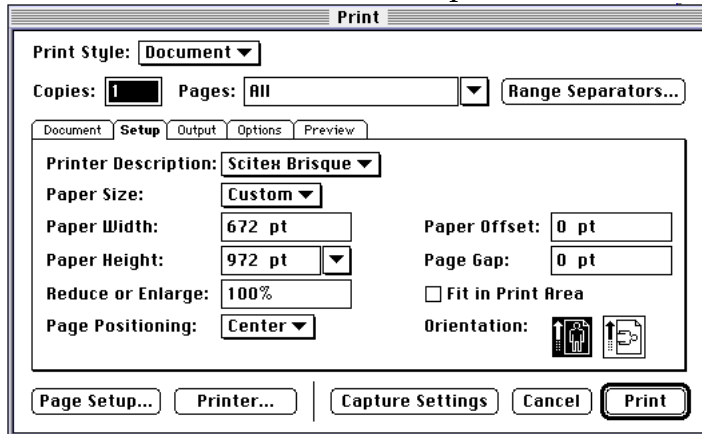 Print
Print Style: Document
Copies: 1 Pages: All Range Separators...
Document Setup Output Options Preview
Printer Description: Scitex Brisque
Paper Size: Custom
Paper Width: 672 pt Paper Offset: 0 pt
Paper Height: 972 pt Page Gap: 0 pt
Reduce or Enlarge: 100% Fit in Print Area
Page Positioning: Center Orientation:
Page Setup... Printer... Capture Settings Cancel Print